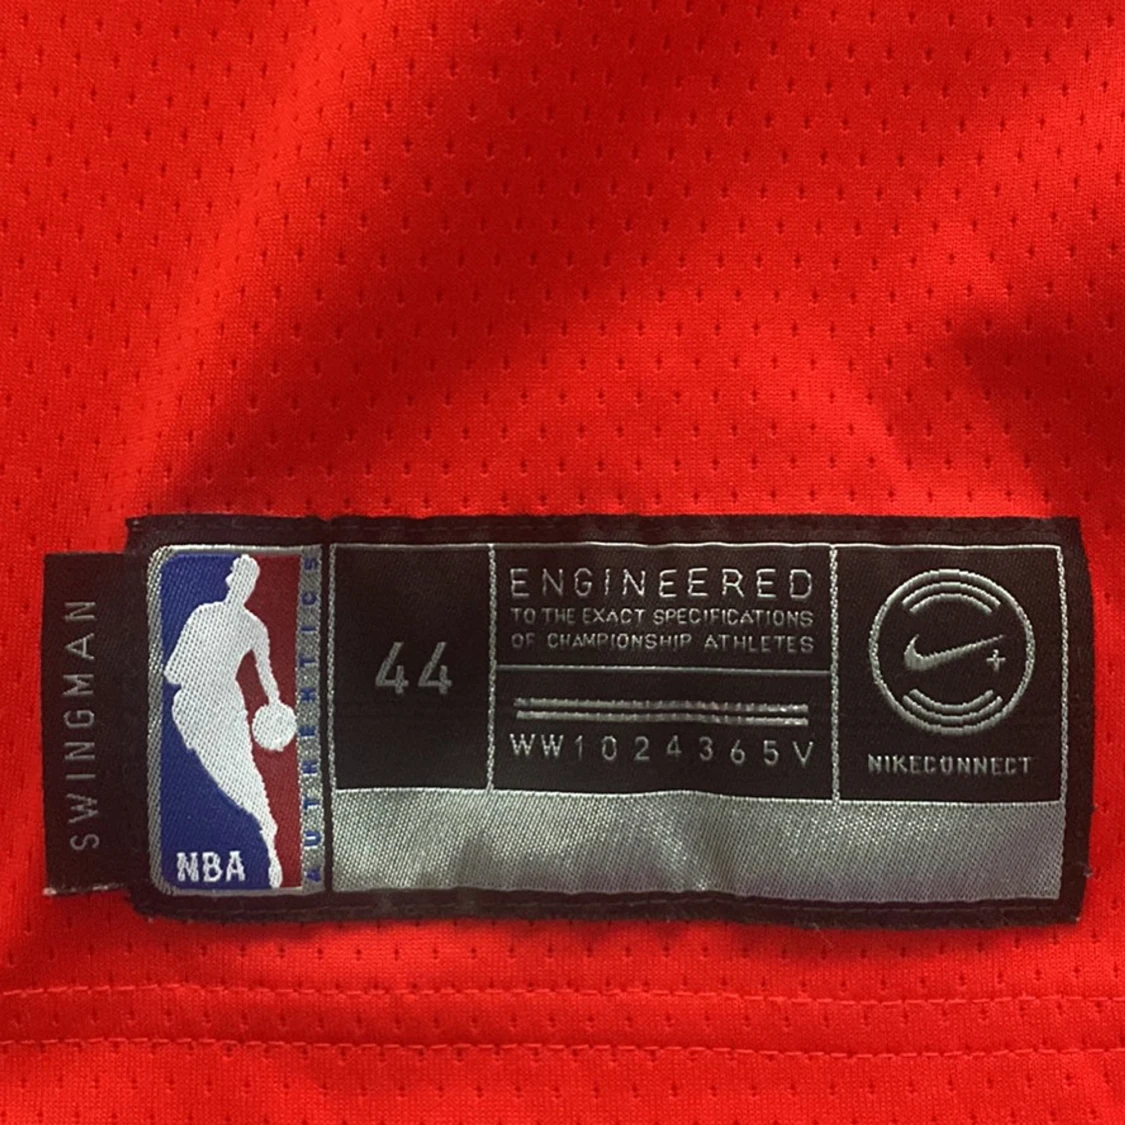 SWINGMAN
NBA
AUTHENTICS
44
ENGINEERED
TO THE EXACT SPECIFICATIONS
OF CHAMPIONSHIP ATHLETES
WW1024365V
NIKECONNECT